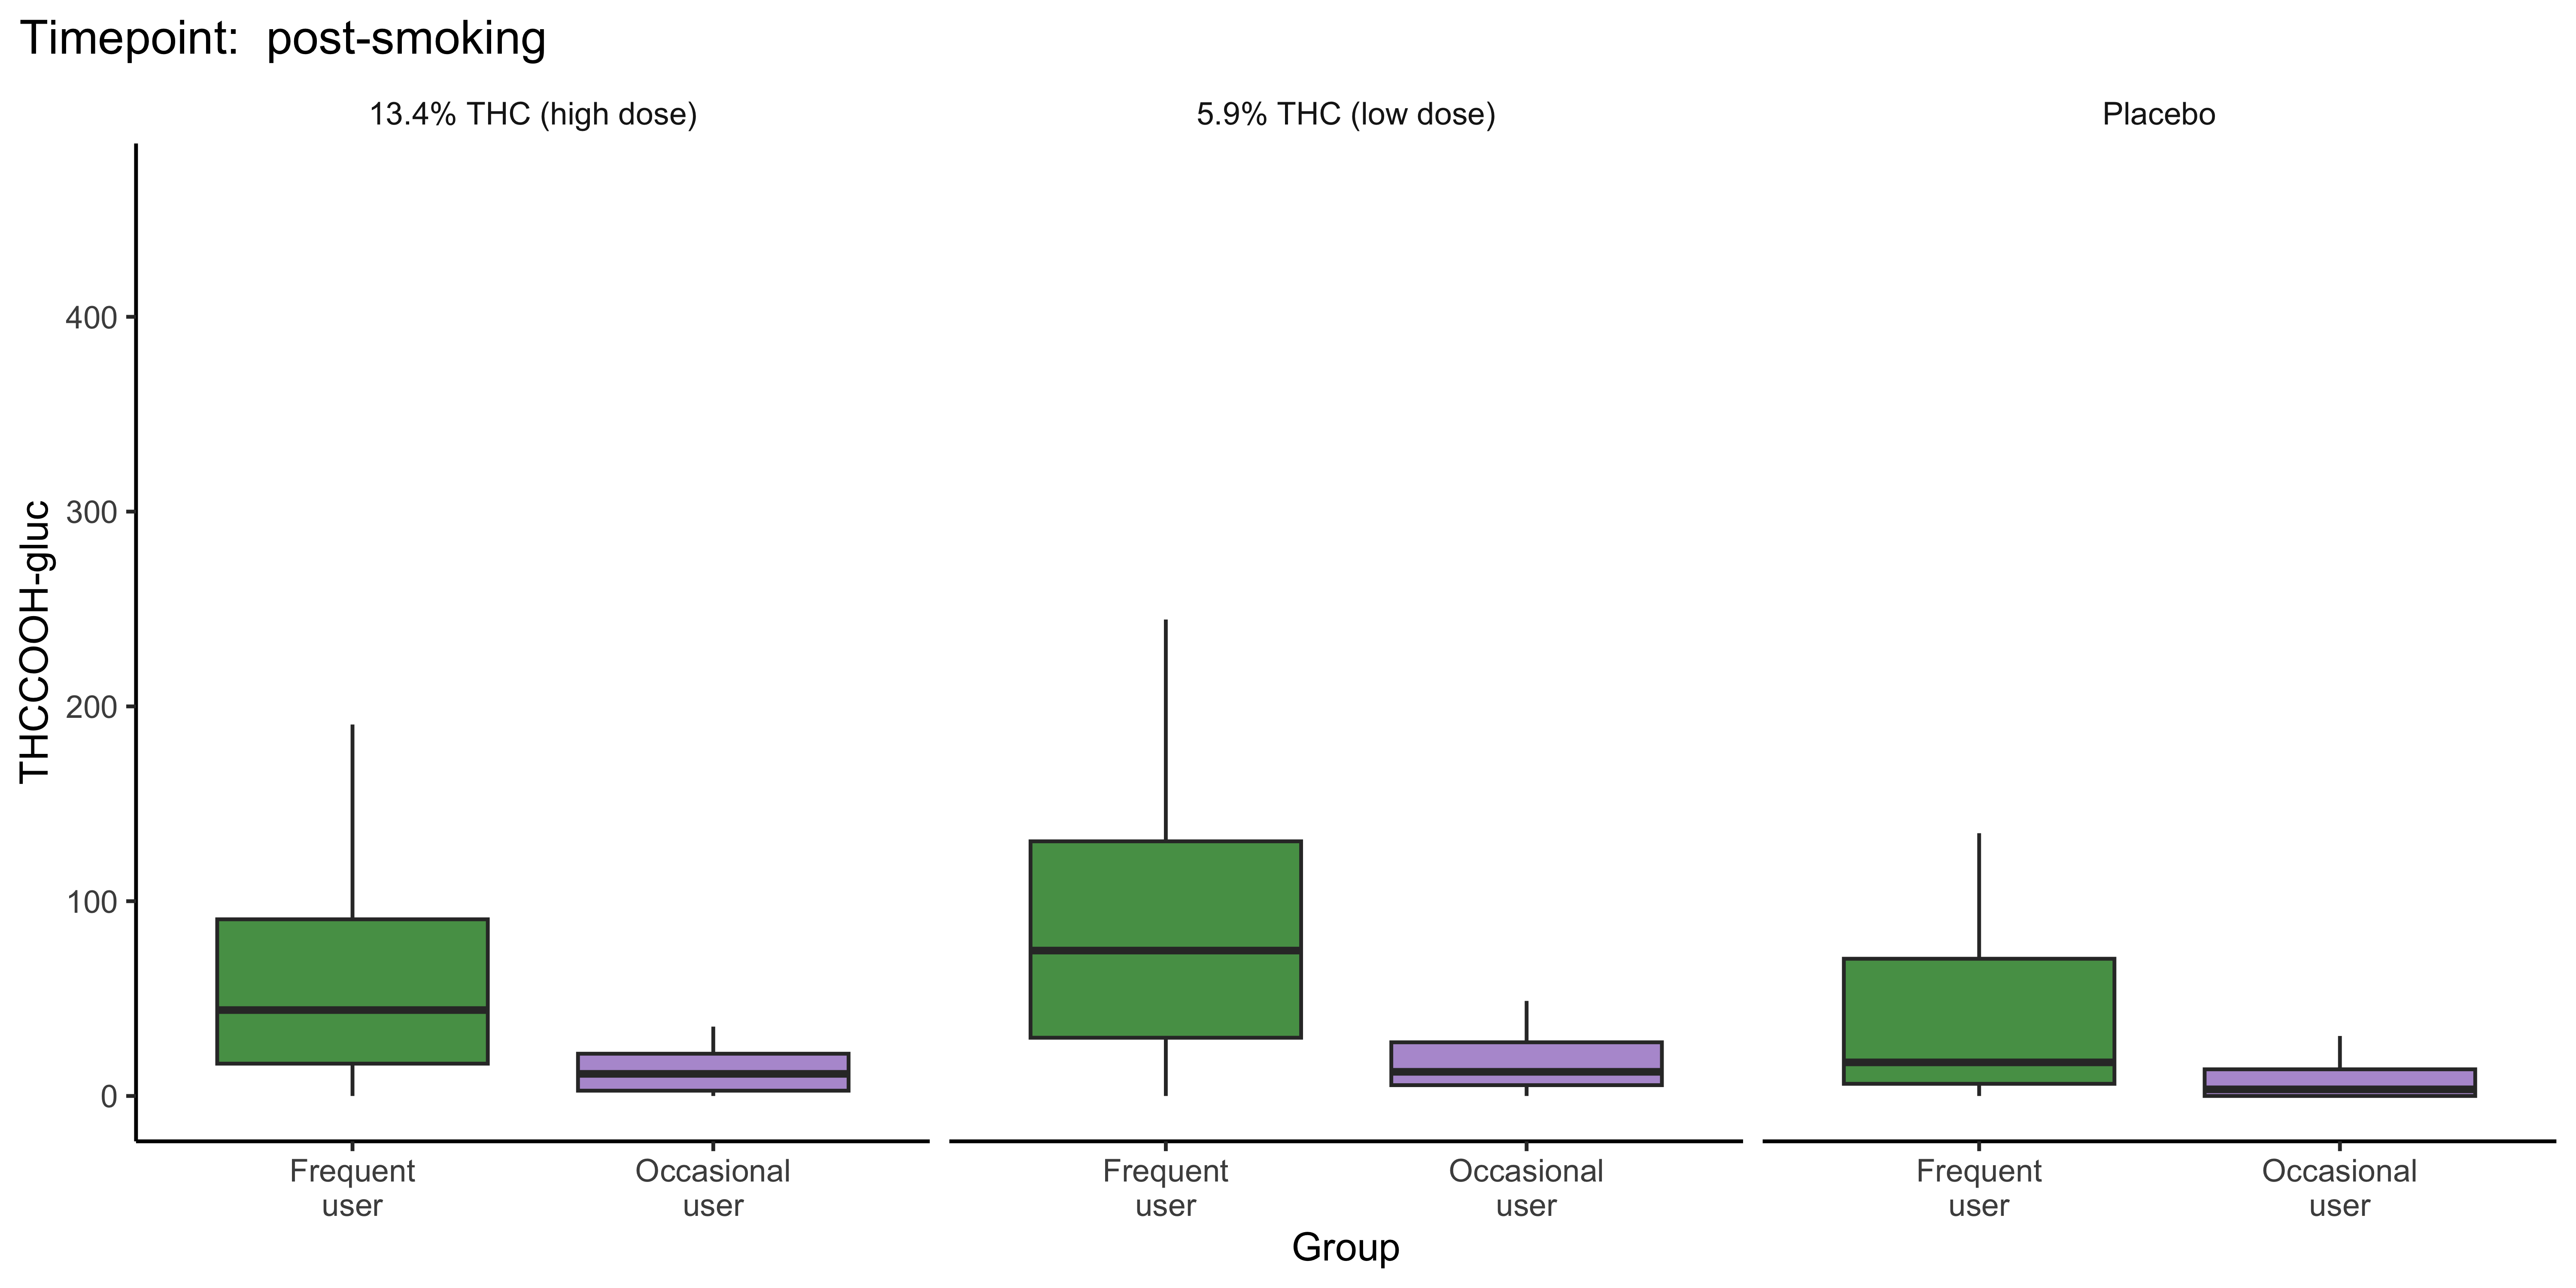 Timepoint:  post-smoking
13.4% THC (high dose)
5.9% THC (low dose)
Placebo
THCCOOH-gluc
400
300
200
100
0
Frequent
user
Occasional
user
Frequent
user
Occasional
user
Frequent
user
Occasional
user
Group